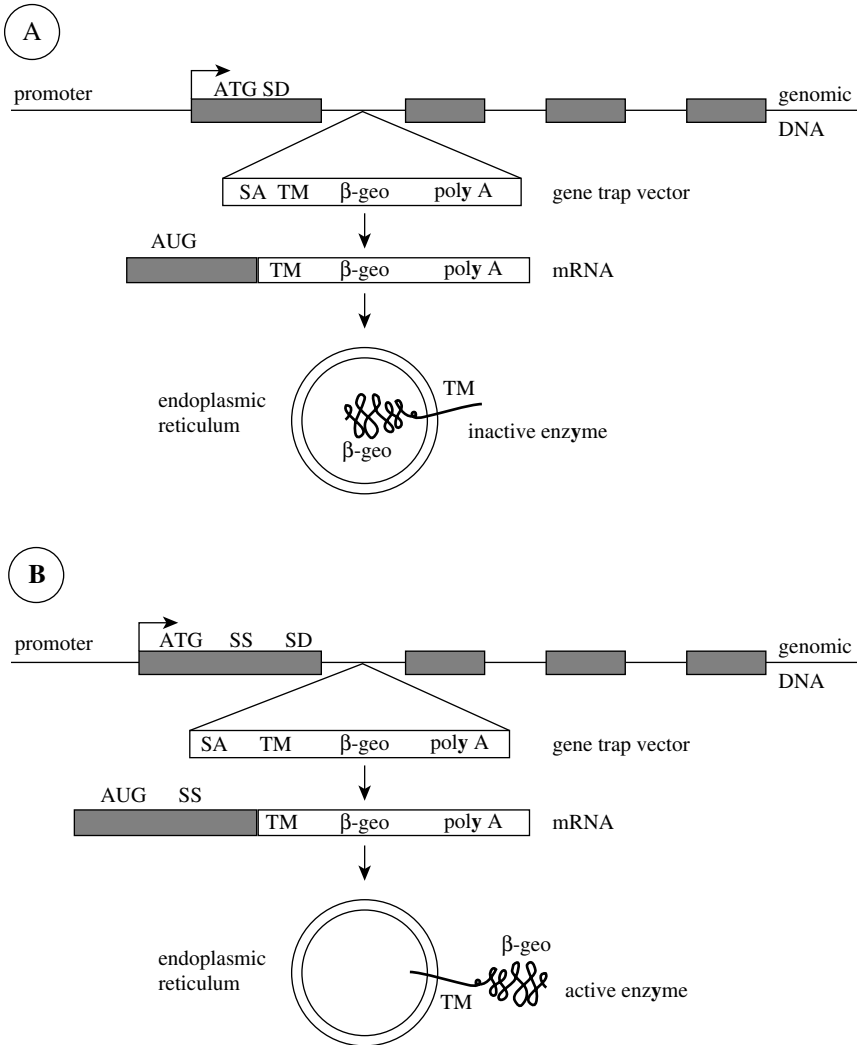 A
ATG SD
promoter
genomic
DNA
SA TM β-geo poly A
gene trap vector
AUG
TM β-geo poly A
mRNA
TM
endoplasmic
reticulum
inactive enzyme
β-geo
B
ATG SS SD
promoter
genomic
DNA
SA TM β-geo poly A
gene trap vector
AUG SS
TM β-geo poly A
mRNA
β-geo
endoplasmic
reticulum
TM
active enzyme